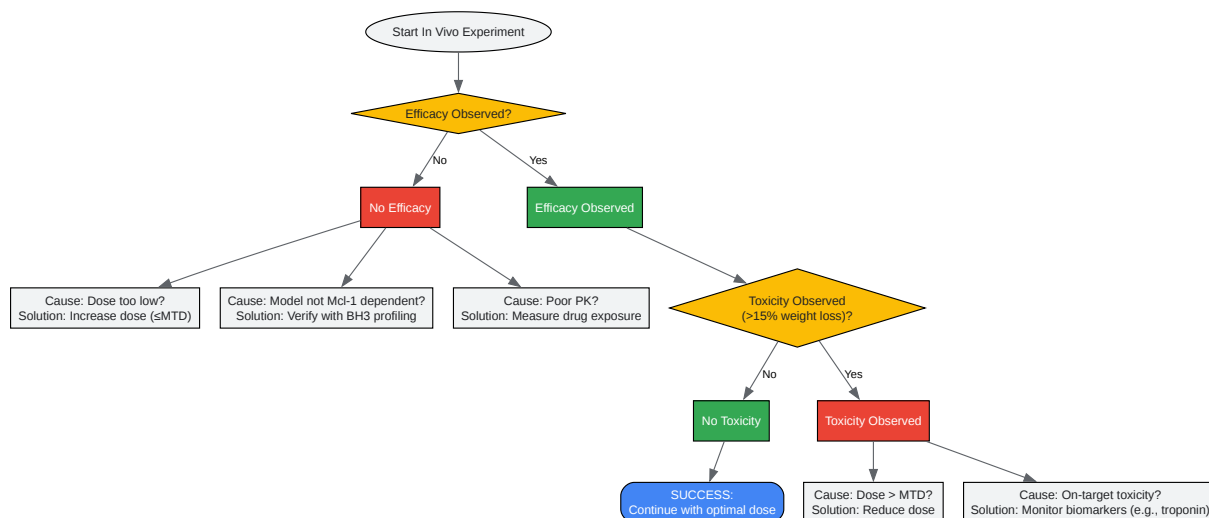 Start In Vivo Experiment
Efficacy Observed?
No
Yes
No Efficacy
Efficacy Observed
Cause: Dose too low?
Solution: Increase dose (≤MTD)
Cause: Model not Mcl-1 dependent?
Solution: Verify with BH3 profiling
Cause: Poor PK?
Solution: Measure drug exposure
Toxicity Observed
(>15% weight loss)?
No
Yes
No Toxicity
Toxicity Observed
SUCCESS:
Continue with optimal dose
Cause: Dose > MTD?
Solution: Reduce dose
Cause: On-target toxicity?
Solution: Monitor biomarkers (e.g., troponin)